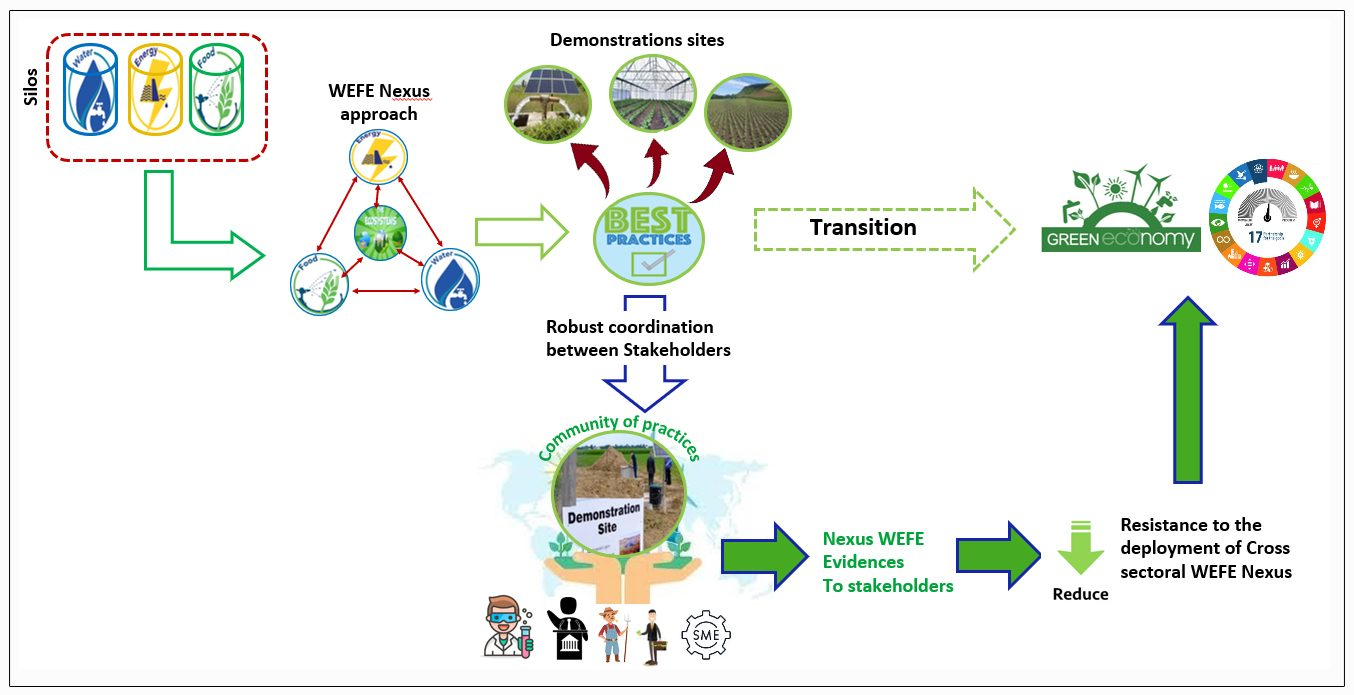 Silos
Water
Energy
Food
WEFE Nexus
approach
Energy
Food
Water
Demonstrations sites
BEST
PRACTICES
Transition
GREEN economy
17
Robust coordination
between Stakeholders
Community of practices
Demonstration
Site
SME
Nexus WEFE
Evidences
To stakeholders
Reduce
Resistance to the
deployment of Cross
sectoral WEFE Nexus